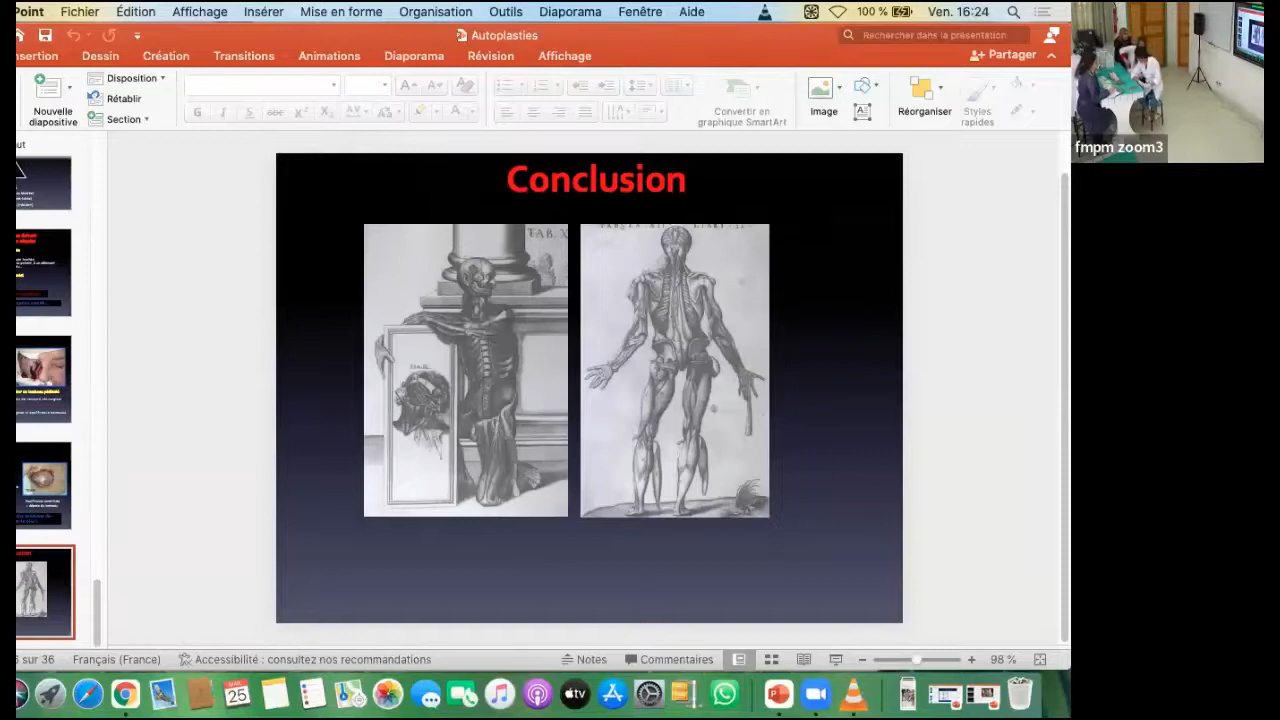 Point Fichier Édition Affichage Insérer Mise en forme Organisation Outils Diaporama Fenêtre Aide 100 % Ven. 16:24
Autoplasties
Rechercher dans la présentation
nsertion Dessin Création Transitions Animations Diaporama Révision Affichage
Partager
Nouvelle diapositive
Disposition
Rétablir
Section
G I S abc
Convertir en graphique SmartArt
Image
Réorganiser
Styles rapides
Conclusion
TAB. X
fmpm zoom3
sur 36 Français (France) Accessibilité : consultez nos recommandations Notes Commentaires 98 %
25
tv